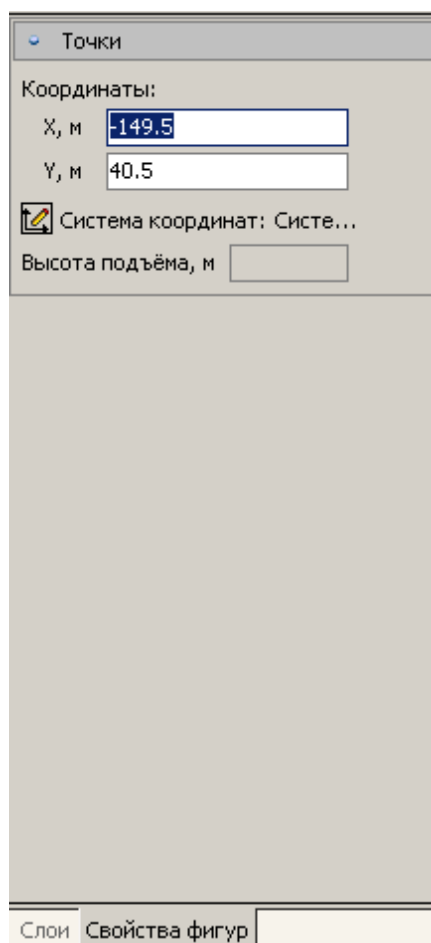 Точки
Координаты:
X, м -149.5
Y, м 40.5
Система координат: Систе...
Высота подъёма, м
Слои Свойства фигур